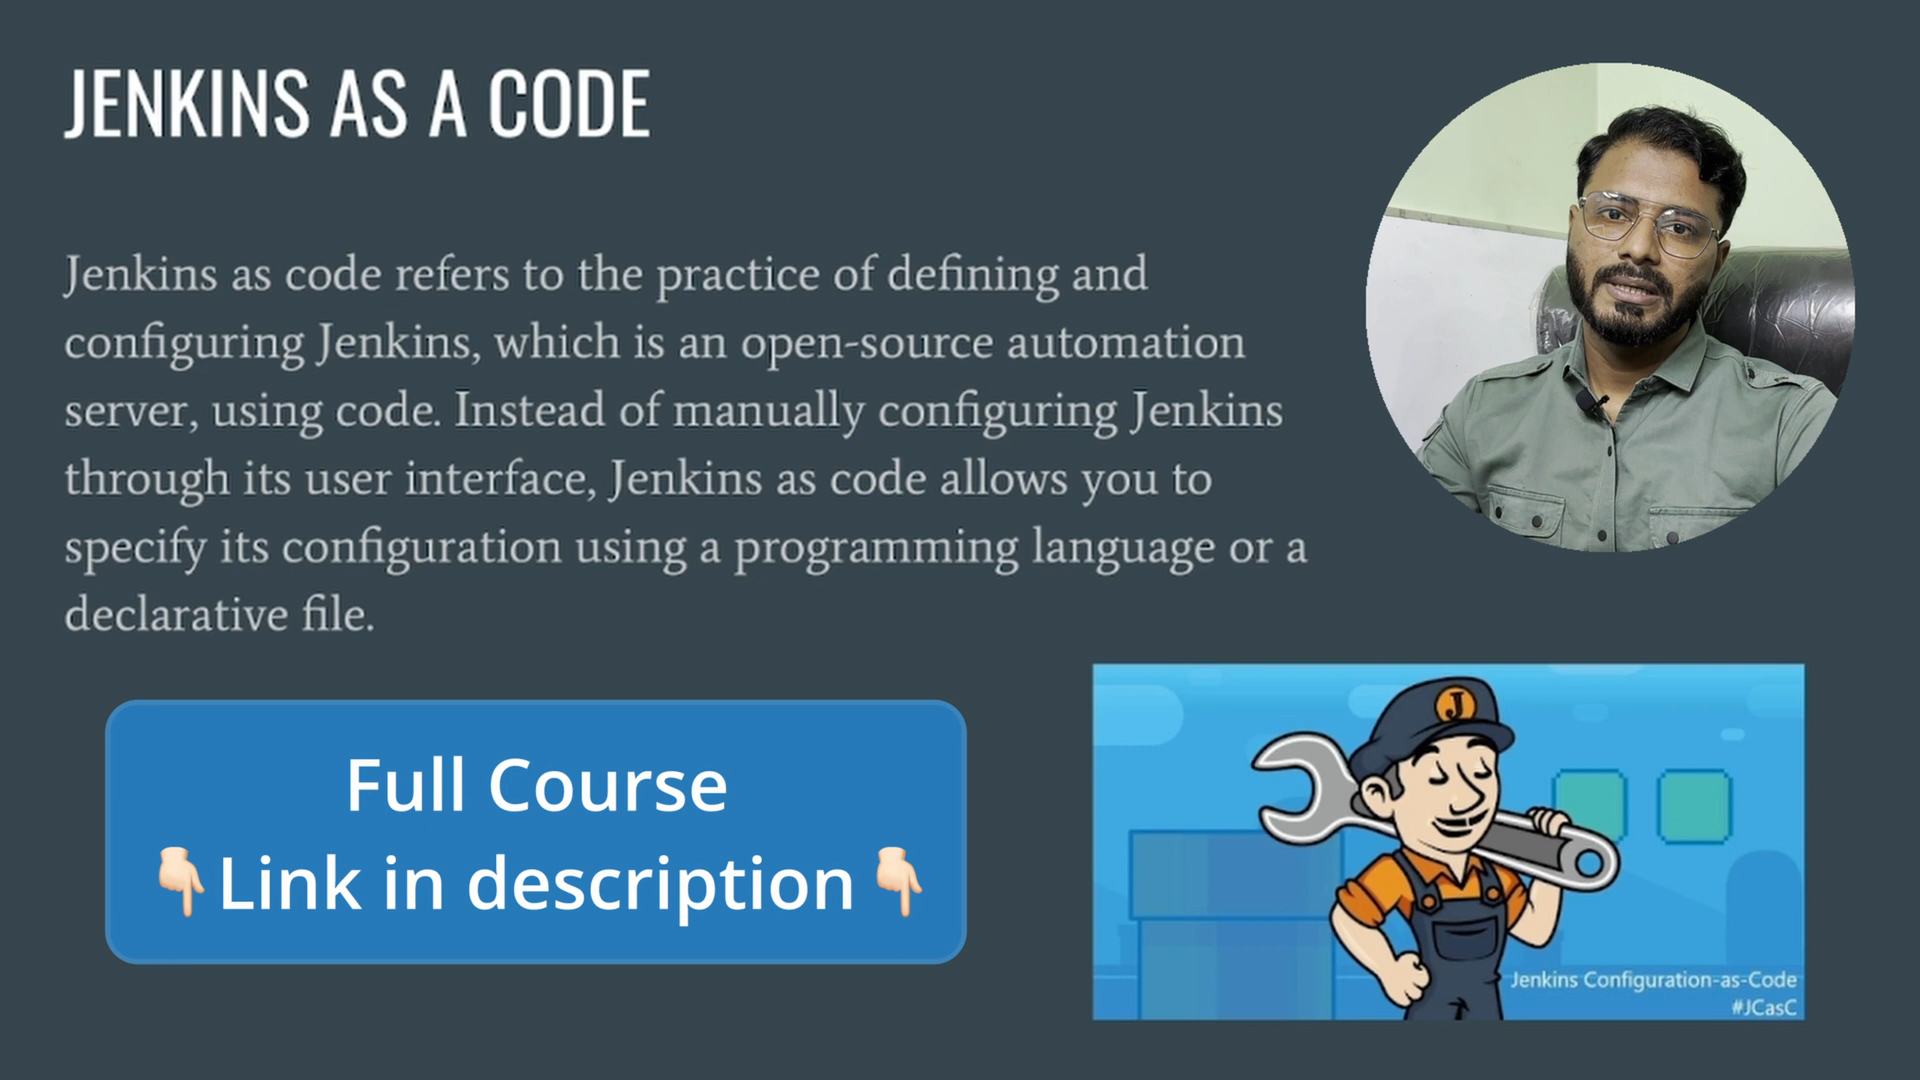 JENKINS AS A CODE
Jenkins as code refers to the practice of defining and
configuring Jenkins, which is an open-source automation
server, using code. Instead of manually configuring Jenkins
through its user interface, Jenkins as code allows you to
specify its configuration using a programming language or a
declarative file.
Full Course
👇🏻Link in description👇🏻
J
Jenkins Configuration-as-Code
#JCasC